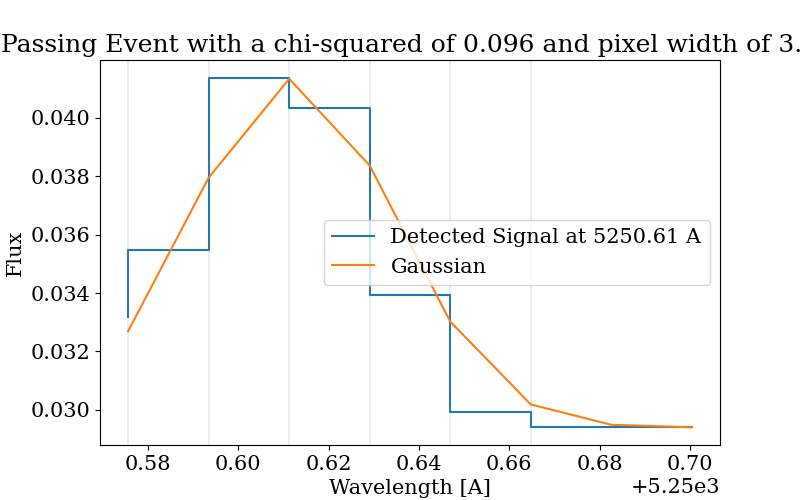 Passing Event with a chi-squared of 0.096 and pixel width of 3.
0.040
0.038
0.036
0.034
0.032
0.030
Flux
Detected Signal at 5250.61 A
Gaussian
0.58 0.60 0.62 0.64 0.66 0.68 0.70
Wavelength [A]
+5.25e3